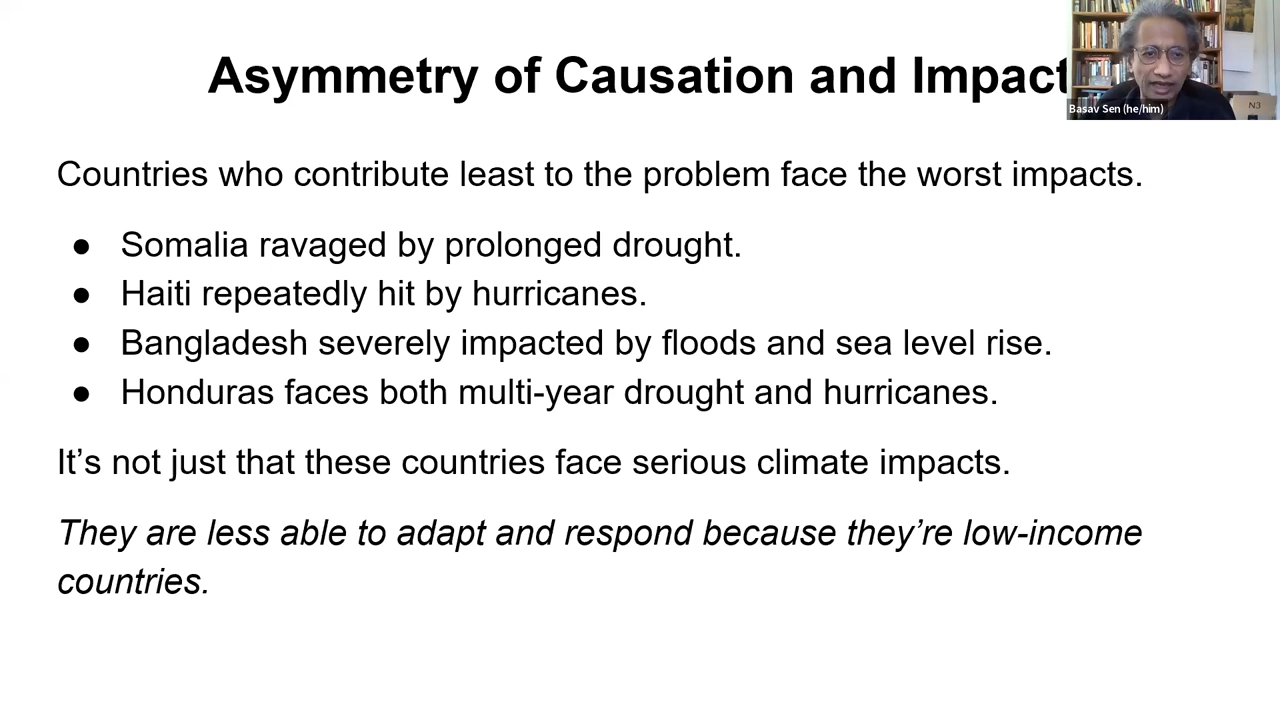 Asymmetry of Causation and Impact
Basav Sen (he/him)
N3
Countries who contribute least to the problem face the worst impacts.
● Somalia ravaged by prolonged drought.
● Haiti repeatedly hit by hurricanes.
● Bangladesh severely impacted by floods and sea level rise.
● Honduras faces both multi-year drought and hurricanes.
It’s not just that these countries face serious climate impacts.
They are less able to adapt and respond because they’re low-income
countries.